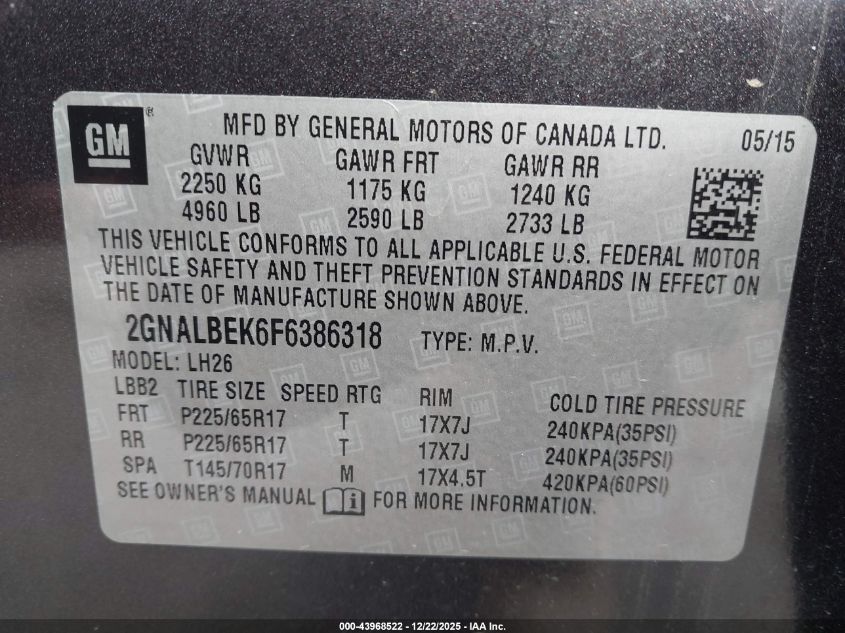 GM ®
MFD BY GENERAL MOTORS OF CANADA LTD. 05/15
GVWR GAWR FRT GAWR RR
2250 KG 1175 KG 1240 KG
4960 LB 2590 LB 2733 LB
THIS VEHICLE CONFORMS TO ALL APPLICABLE U.S. FEDERAL MOTOR
VEHICLE SAFETY AND THEFT PREVENTION STANDARDS IN EFFECT ON
THE DATE OF MANUFACTURE SHOWN ABOVE.
2GNALBEK6F6386318 TYPE: M.P.V.
MODEL: LH26
LBB2 TIRE SIZE SPEED RTG RIM COLD TIRE PRESSURE
FRT P225/65R17 T 17X7J 240KPA(35PSI)
RR P225/65R17 T 17X7J 240KPA(35PSI)
SPA T145/70R17 M 17X4.5T 420KPA(60PSI)
SEE OWNER'S MANUAL FOR MORE INFORMATION.
000-43968522 - 12/22/2025 - IAA Inc.